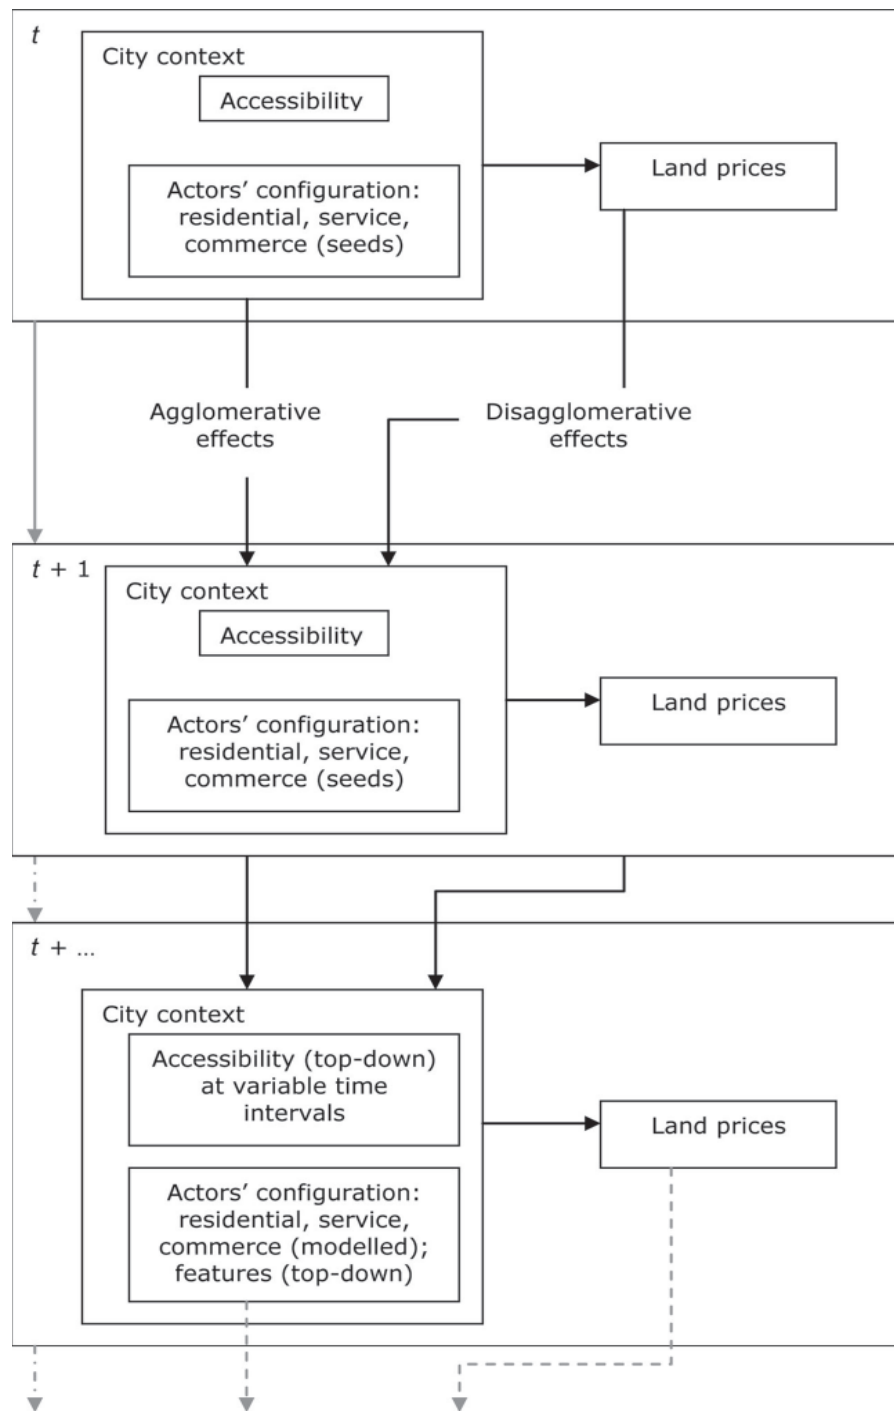 t
City context
Accessibility
Actors’ configuration:
residential, service,
commerce (seeds)
Land prices
Agglomerative
effects
Disagglomerative
effects
t + 1
City context
Accessibility
Actors’ configuration:
residential, service,
commerce (seeds)
Land prices
t + ...
City context
Accessibility (top-down)
at variable time
intervals
Actors’ configuration:
residential, service,
commerce (modelled);
features (top-down)
Land prices